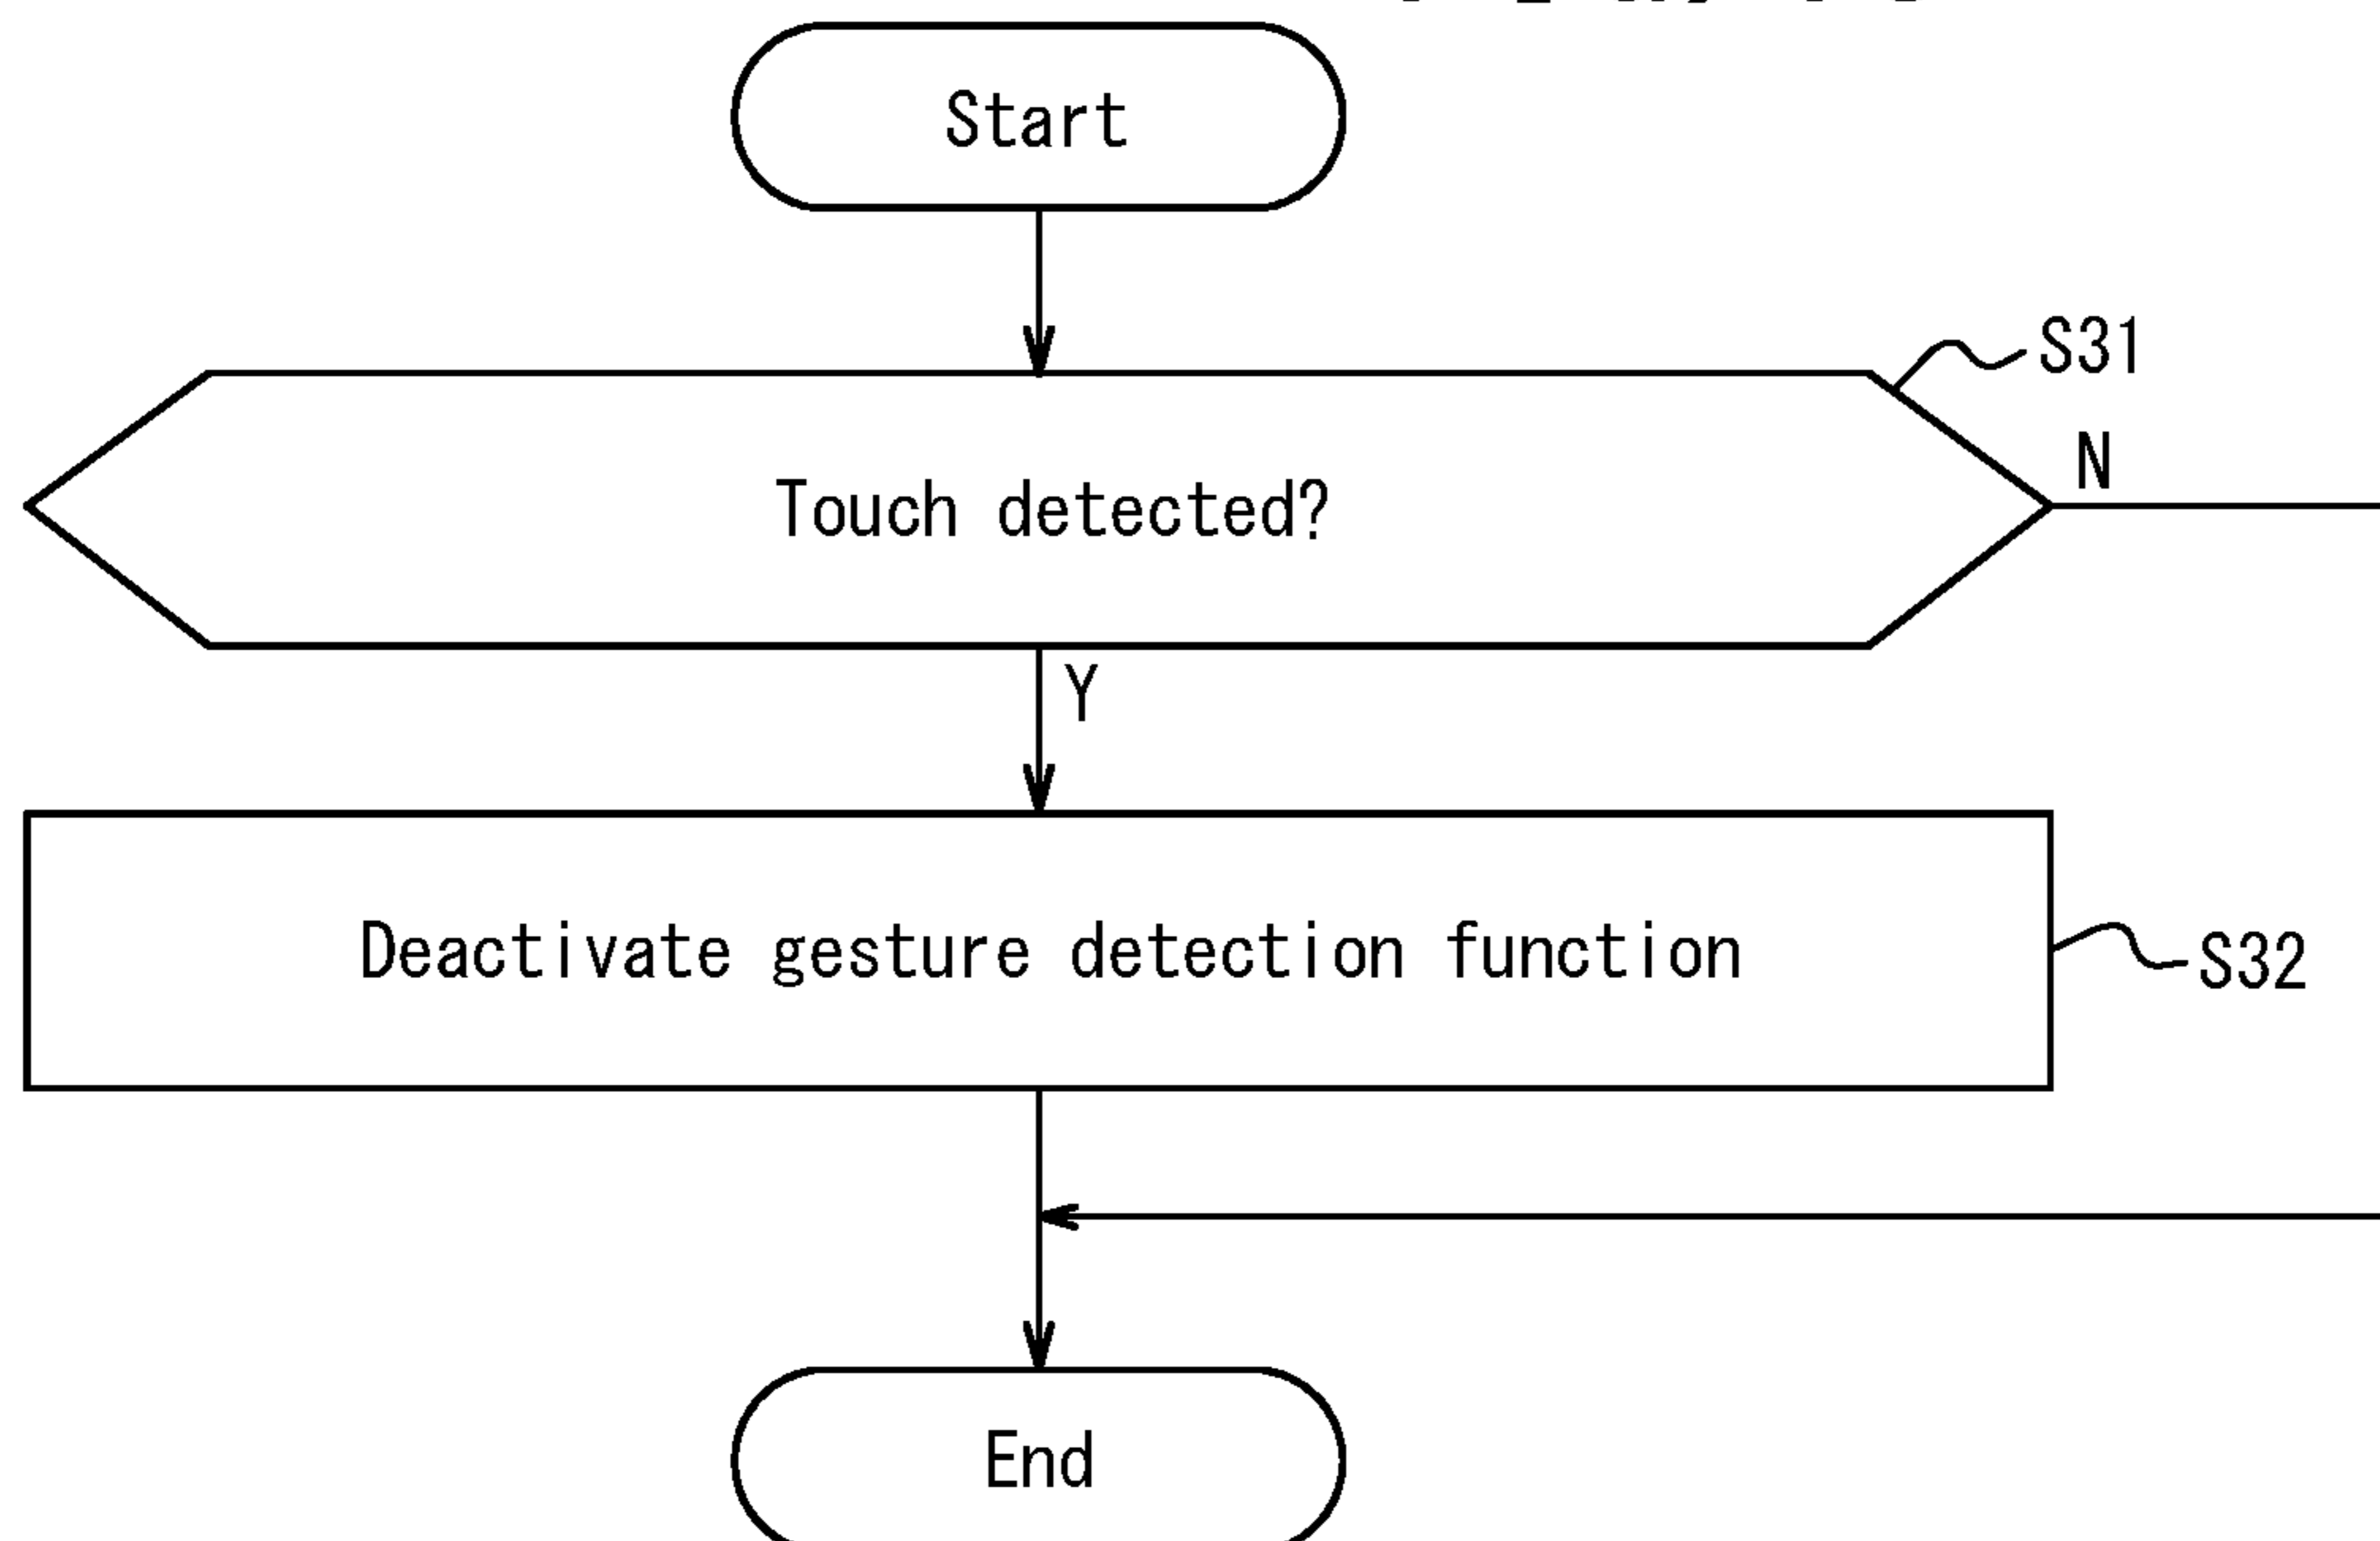 Start
S31
N
Touch detected?
Y
Deactivate gesture detection function
S32
End